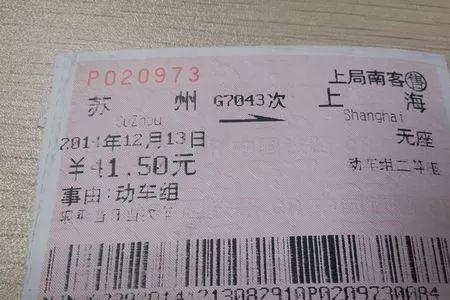 P020973 上局南客 售
苏州 G7043次 上海
SuZhou Shanghai
2014年12月13日 无座
¥41.50元 动车组二等座
事由:动车组